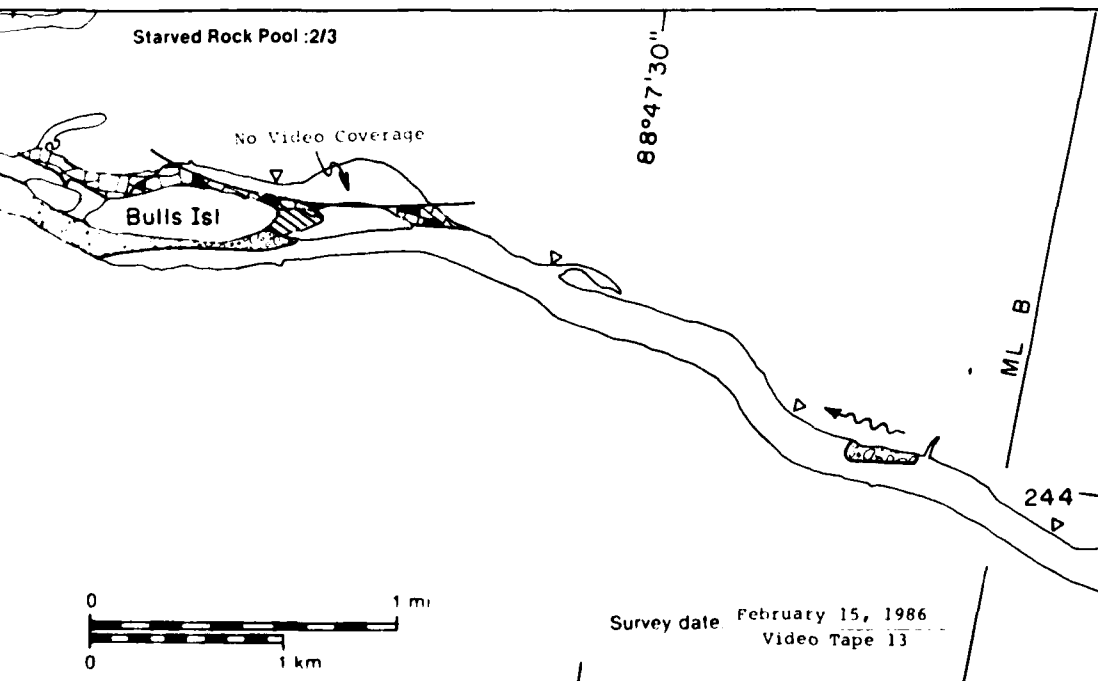 Starved Rock Pool :2/3
88°47'30"
No Video Coverage
Bulls Isl
ML B
244
0 1 mi
0 1 km
Survey date February 15, 1986
Video Tape 13